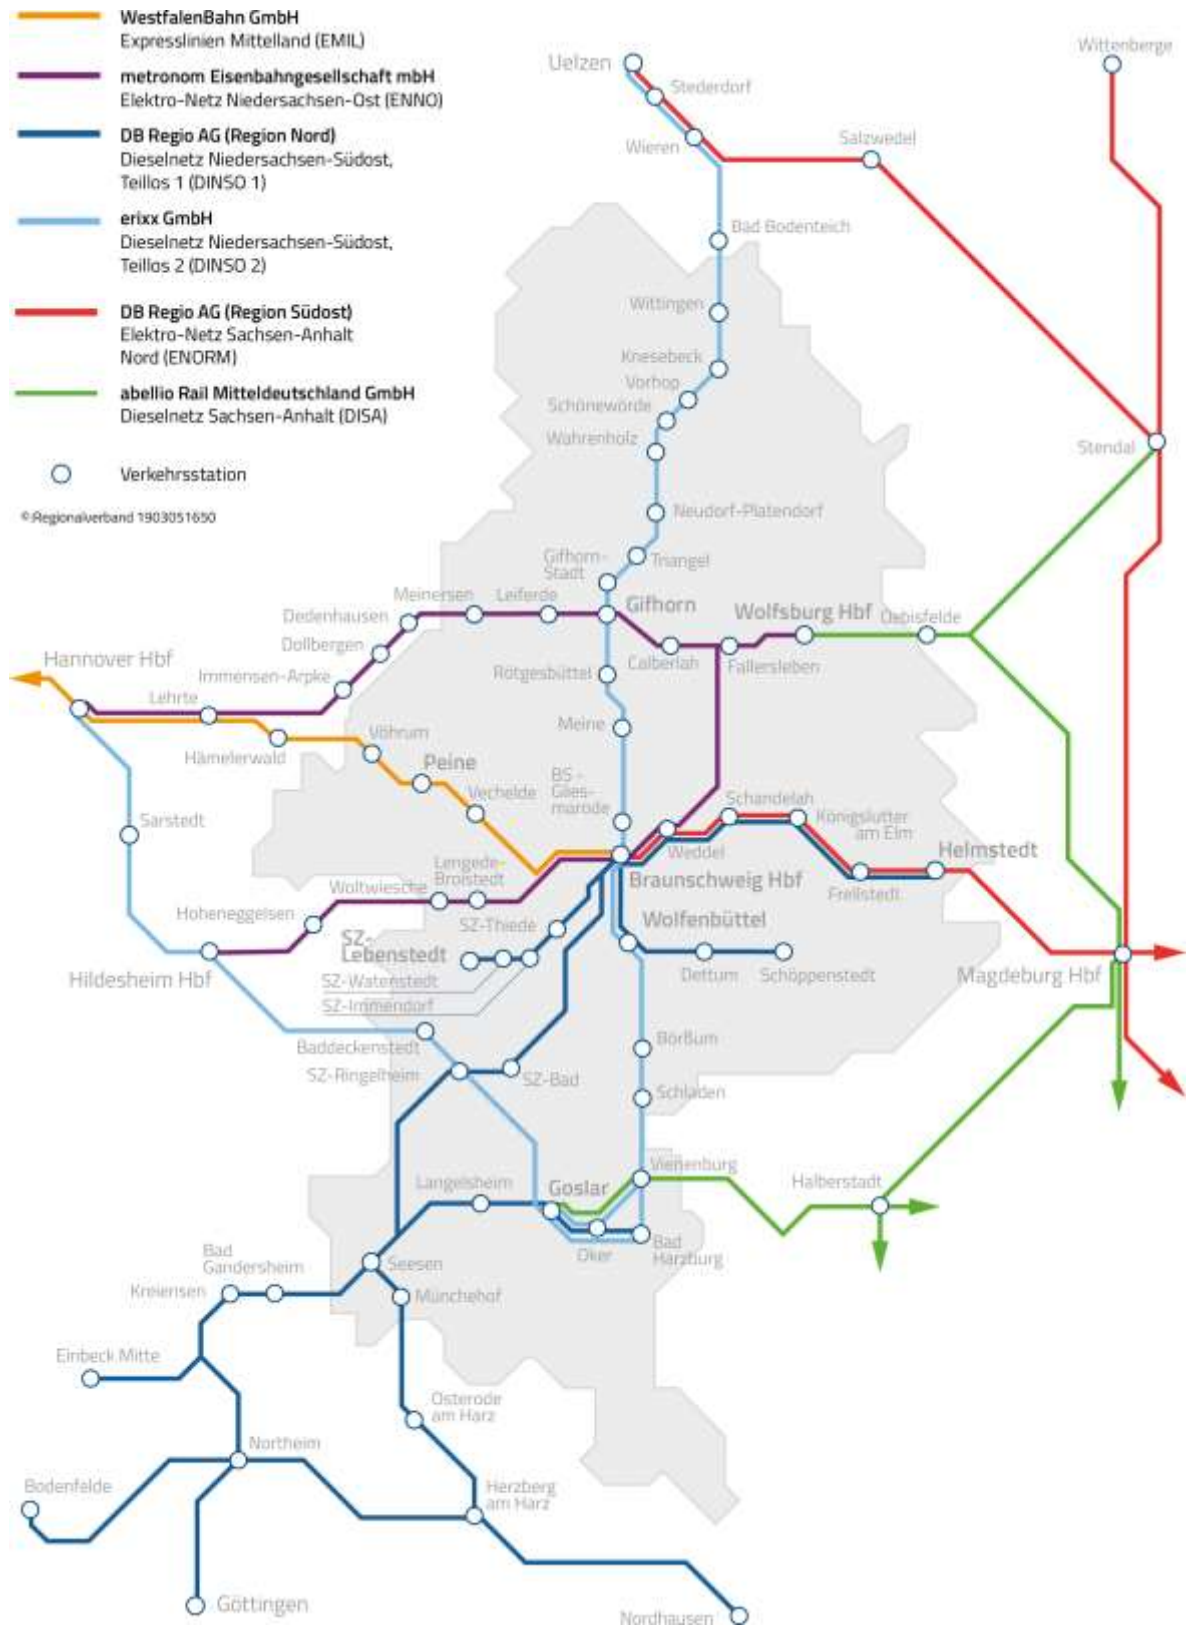 WestfalenBahn GmbH
Expresslinien Mittelland (EMIL)
metronom Eisenbahngesellschaft mbH
Elektro-Netz Niedersachsen-Ost (ENNO)
DB Regio AG (Region Nord)
Dieselnetz Niedersachsen-Südost,
Teillos 1 (DINSO 1)
erixx GmbH
Dieselnetz Niedersachsen-Südost,
Teillos 2 (DINSO 2)
DB Regio AG (Region Südost)
Elektro-Netz Sachsen-Anhalt
Nord (ENORM)
abellio Rail Mitteldeutschland GmbH
Dieselnetz Sachsen-Anhalt (DISA)
Verkehrsstation
© Regionalverband 1903051650
Uelzen
Wittenberge
Stederdorf
Wieren
Salzwedel
Bad Bodenteich
Wittingen
Knesebeck
Vorhop
Schönewörde
Wahrenholz
Stendal
Neudorf-Platendorf
Gifhorn-
Stadt
Triangel
Meinersen
Leiferde
Gifhorn
Wolfsburg Hbf
Oebisfelde
Dedenhausen
Dollbergen
Calberlah
Fallersleben
Hannover Hbf
Immensen-Arpke
Rötgesbüttel
Lehrte
Meine
Vöhrum
Hämelerwald
Peine
Vechelde
BS -
Glies-
marode
Schandelah
Königslutter
am Elm
Sarstedt
Weddel
Helmstedt
Lengede-
Broistedt
Braunschweig Hbf
Frellstedt
Woltwiesche
Hoheneggelsen
SZ-Thiede
Wolfenbüttel
SZ-
Lebenstedt
Hildesheim Hbf
SZ-Watenstedt
SZ-Immendorf
Dettum
Schöppenstedt
Magdeburg Hbf
Baddeckenstedt
Börßum
SZ-Ringelheim
SZ-Bad
Schladen
Vienenburg
Langelsheim
Goslar
Halberstadt
Oker
Bad
Harzburg
Bad
Gandersheim
Seesen
Kreiensen
Münchehof
Einbeck Mitte
Osterode
am Harz
Northeim
Bodenfelde
Herzberg
am Harz
Göttingen
Nordhausen